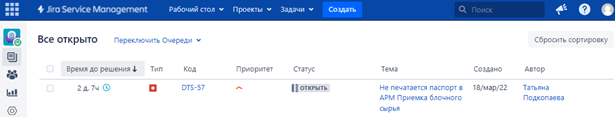 Jira Service Management Рабочий стол Проекты Задачи Создать Поиск
Все открыто Переключить Очереди Сбросить сортировку
Время до решения Тип Код Приоритет Статус Тема Создано Автор
2 д. 7ч DTS-57 ОТКРЫТЬ Не печатается паспорт в 18/мар/22 Татьяна
АРМ Приемка блочного Подкопаева
сырья